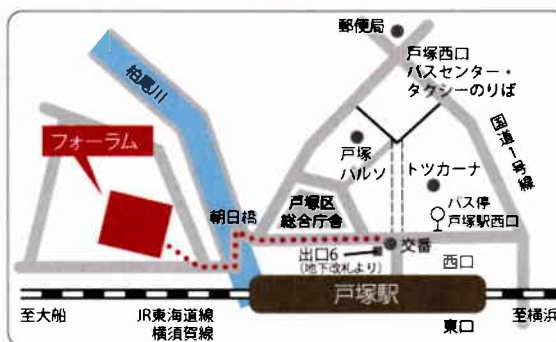 郵便局
戸塚西口
バスセンター・
タクシーのりば
柏尾川
国道1号線
フォーラム
戸塚
パルソ
トツカーナ
戸塚区
総合庁舎
バス停
戸塚駅西口
朝日橋
交番
出口6
(地下改札より)
西口
戸塚駅
至大船
JR東海道線
横須賀線
東口
至横浜